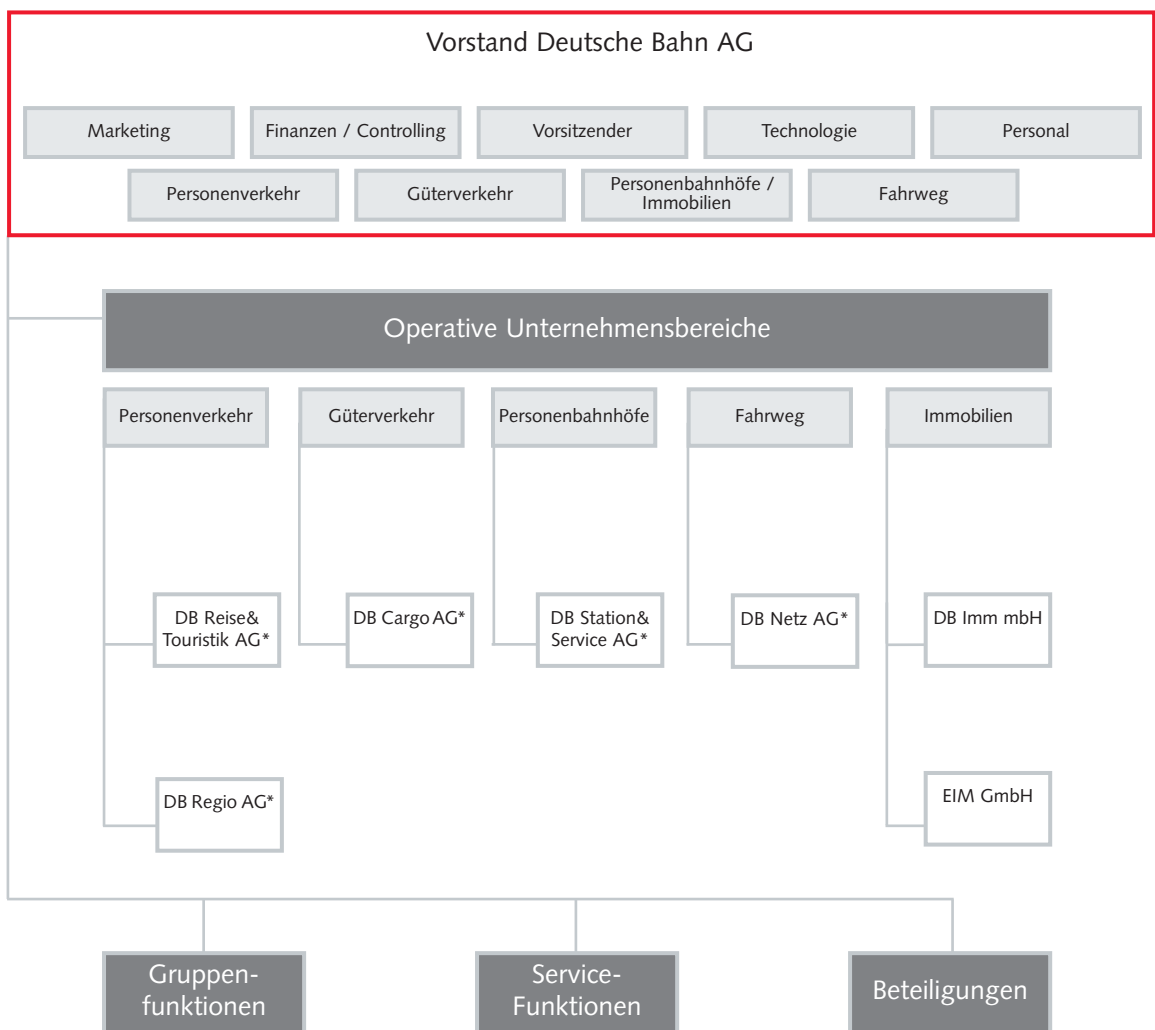 Vorstand Deutsche Bahn AG
Marketing
Finanzen / Controlling
Vorsitzender
Technologie
Personal
Personenverkehr
Güterverkehr
Personenbahnhöfe /
Immobilien
Fahrweg
Operative Unternehmensbereiche
Personenverkehr
Güterverkehr
Personenbahnhöfe
Fahrweg
Immobilien
DB Reise&
Touristik AG*
DB Cargo AG*
DB Station&
Service AG*
DB Netz AG*
DB Imm mbH
DB Regio AG*
EIM GmbH
Gruppen-
funktionen
Service-
Funktionen
Beteiligungen